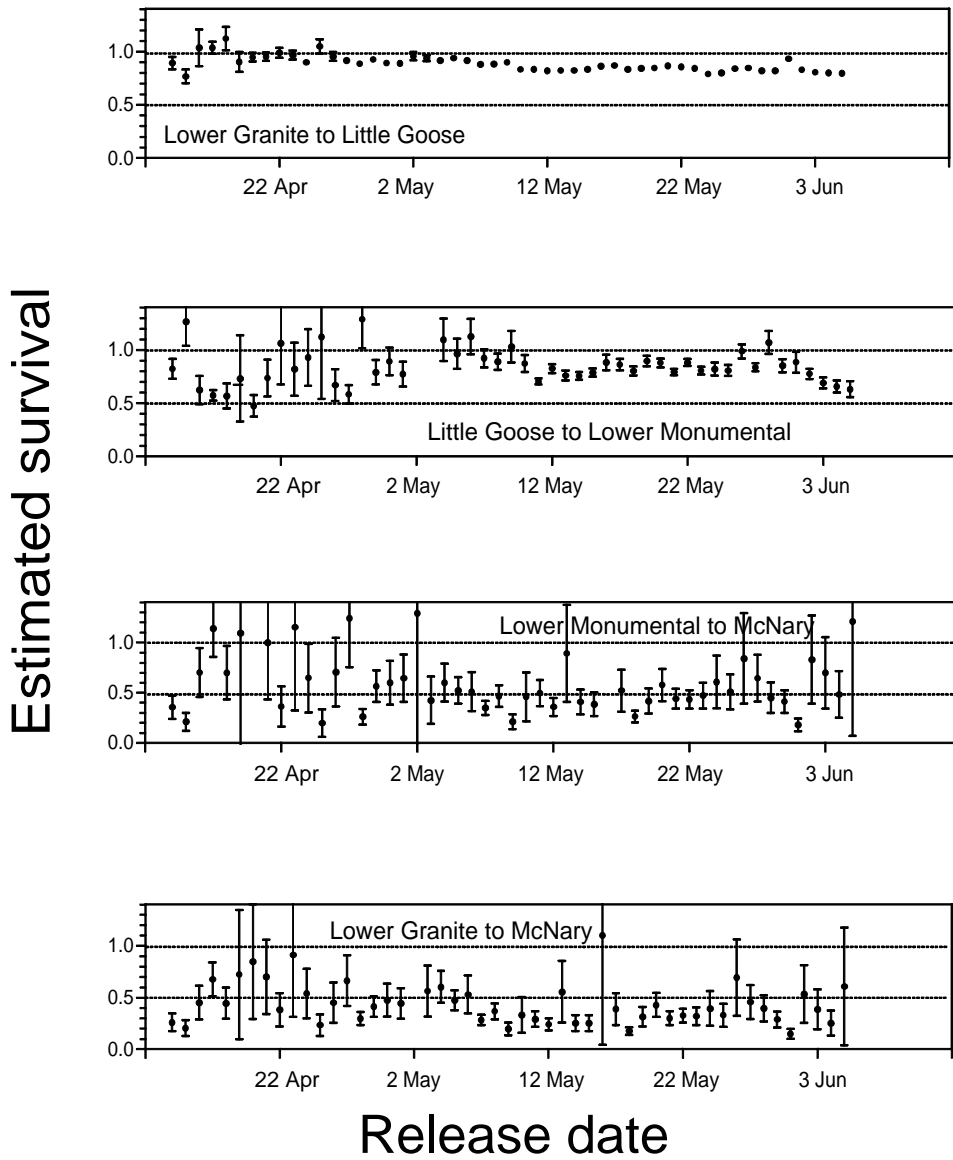 Estimated survival
1.0
0.5
0.0
Lower Granite to Little Goose
22 Apr 2 May 12 May 22 May 3 Jun
1.0
0.5
0.0
Little Goose to Lower Monumental
22 Apr 2 May 12 May 22 May 3 Jun
Lower Monumental to McNary
1.0
0.5
0.0
22 Apr 2 May 12 May 22 May 3 Jun
Lower Granite to McNary
1.0
0.5
0.0
22 Apr 2 May 12 May 22 May 3 Jun
Release date